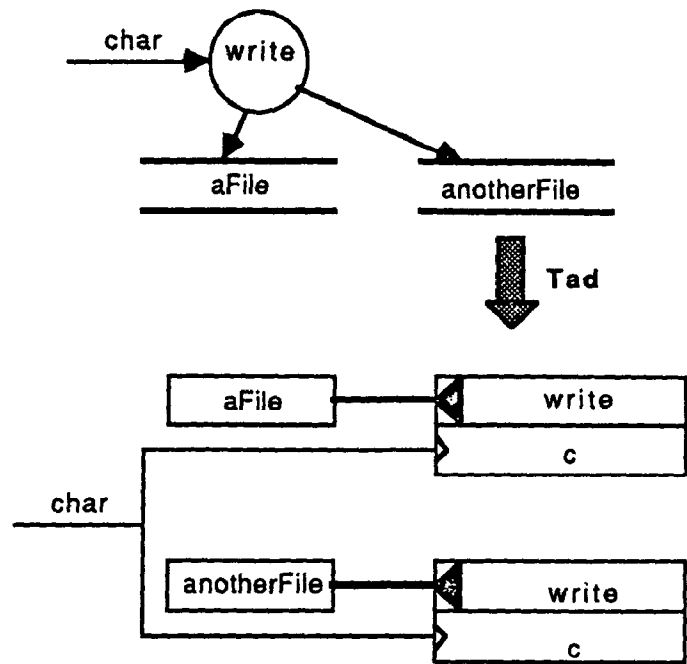 char
write
aFile
anotherFile
Tad
aFile
write
c
char
anotherFile
write
c